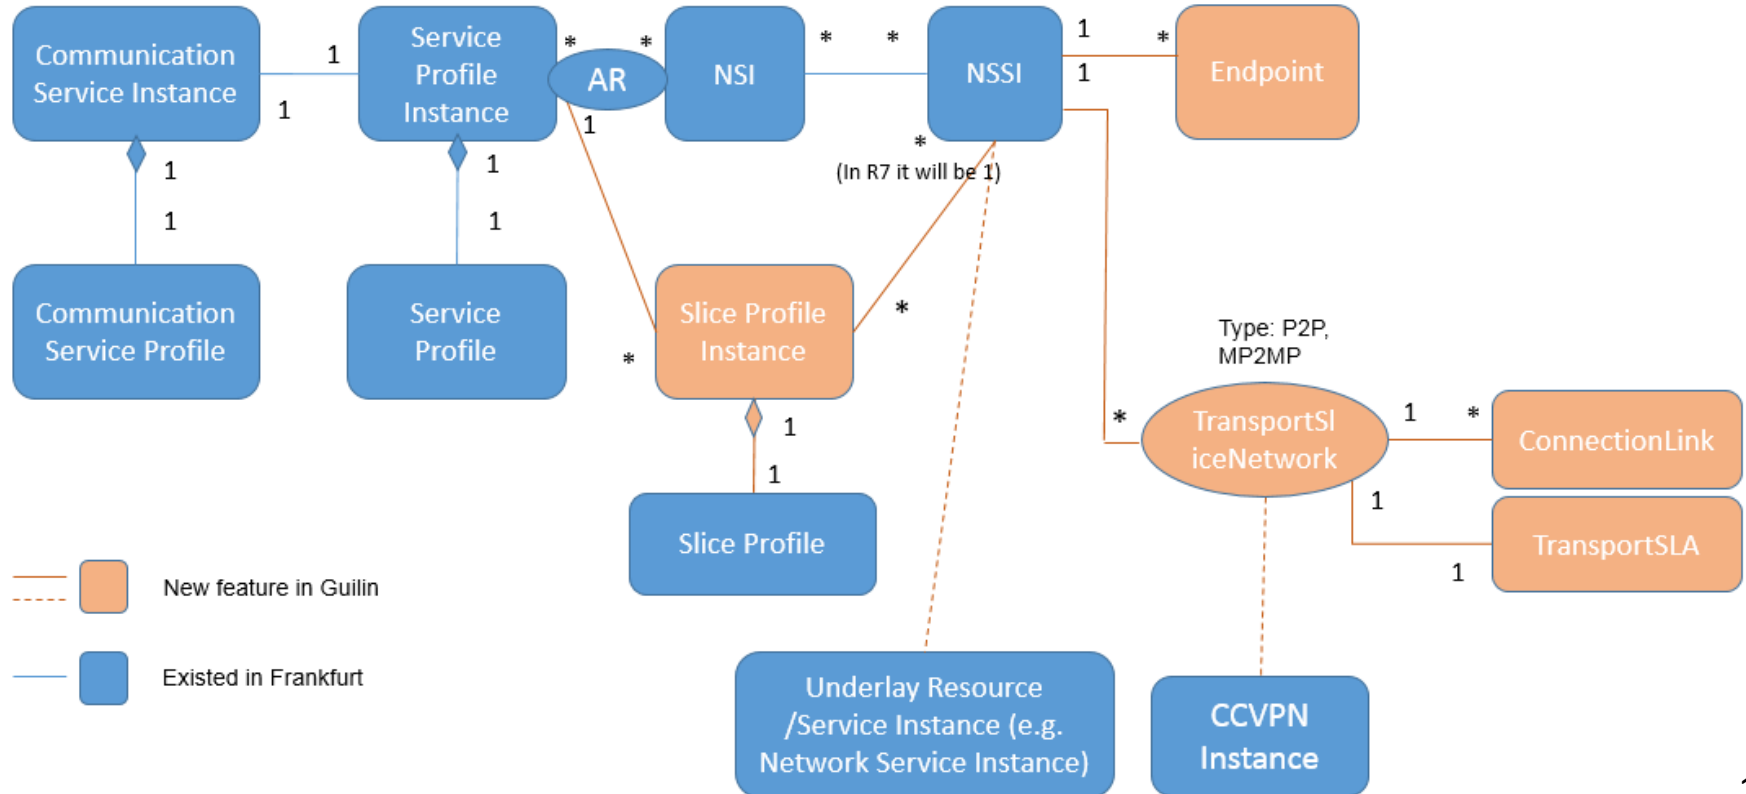 Communication
Service Instance
1
1
Service
Profile
Instance
*
*
AR
1
NSI
*
*
NSSI
1
1
*
Endpoint
*
(In R7 it will be 1)
1
1
1
1
Communication
Service Profile
Service
Profile
Slice Profile
Instance
*
*
1
1
Slice Profile
Type: P2P,
MP2MP
*
TransportSl
iceNetwork
1
*
ConnectionLink
1
1
TransportSLA
New feature in Guilin
Existed in Frankfurt
Underlay Resource
/Service Instance (e.g.
Network Service Instance)
CCVPN
Instance